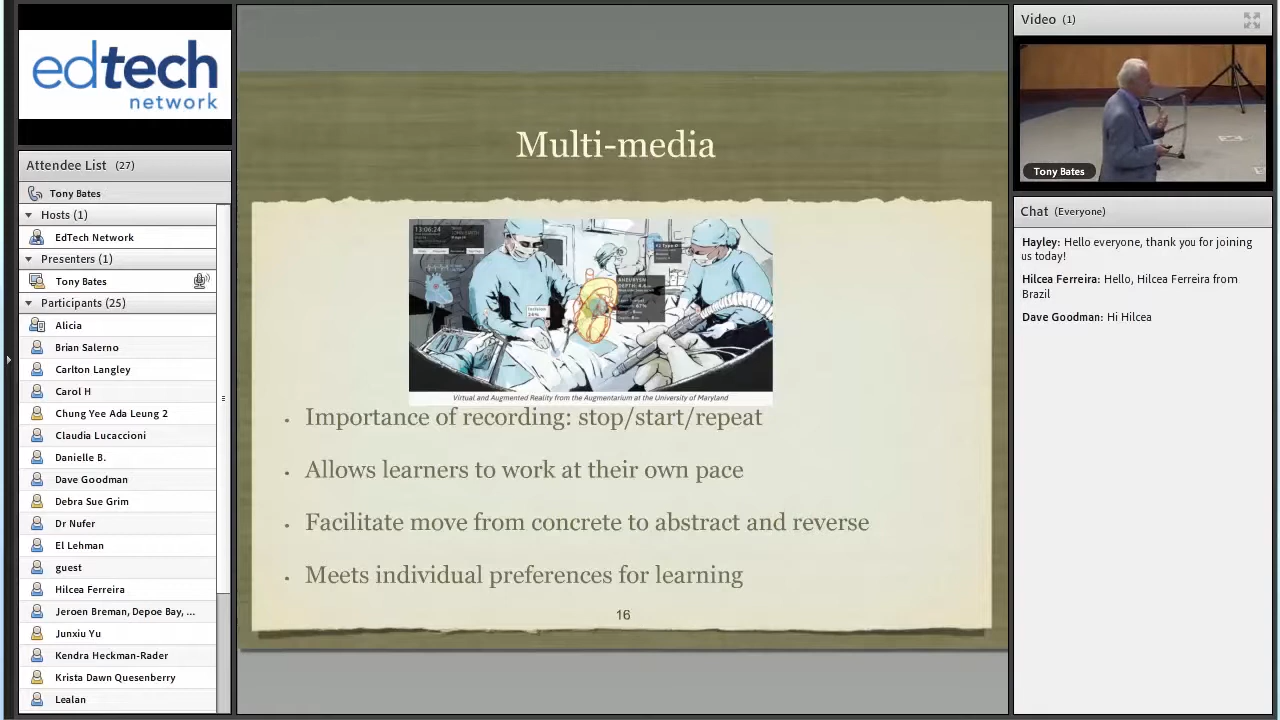 edtech
network
Attendee List (27)
Tony Bates
Hosts (1)
EdTech Network
Presenters (1)
Tony Bates
Participants (25)
Alicia
Brian Salerno
Carlton Langley
Carol H
Chung Yee Ada Leung 2
Claudia Lucaccioni
Danielle B.
Dave Goodman
Debra Sue Grim
Dr Nufer
El Lehman
guest
Hilcea Ferreira
Jeroen Breman, Depoe Bay, ...
Junxiu Yu
Kendra Heckman-Rader
Krista Dawn Quesenberry
Lealan
Multi-media
13:06:24
ANEURYSM
Virtual and Augmented Reality from the Augmentarium at the University of Maryland
• Importance of recording: stop/start/repeat
• Allows learners to work at their own pace
• Facilitate move from concrete to abstract and reverse
• Meets individual preferences for learning
16
Video (1)
Tony Bates
Chat (Everyone)
Hayley: Hello everyone, thank you for joining
us today!
Hilcea Ferreira: Hello, Hilcea Ferreira from
Brazil
Dave Goodman: Hi Hilcea